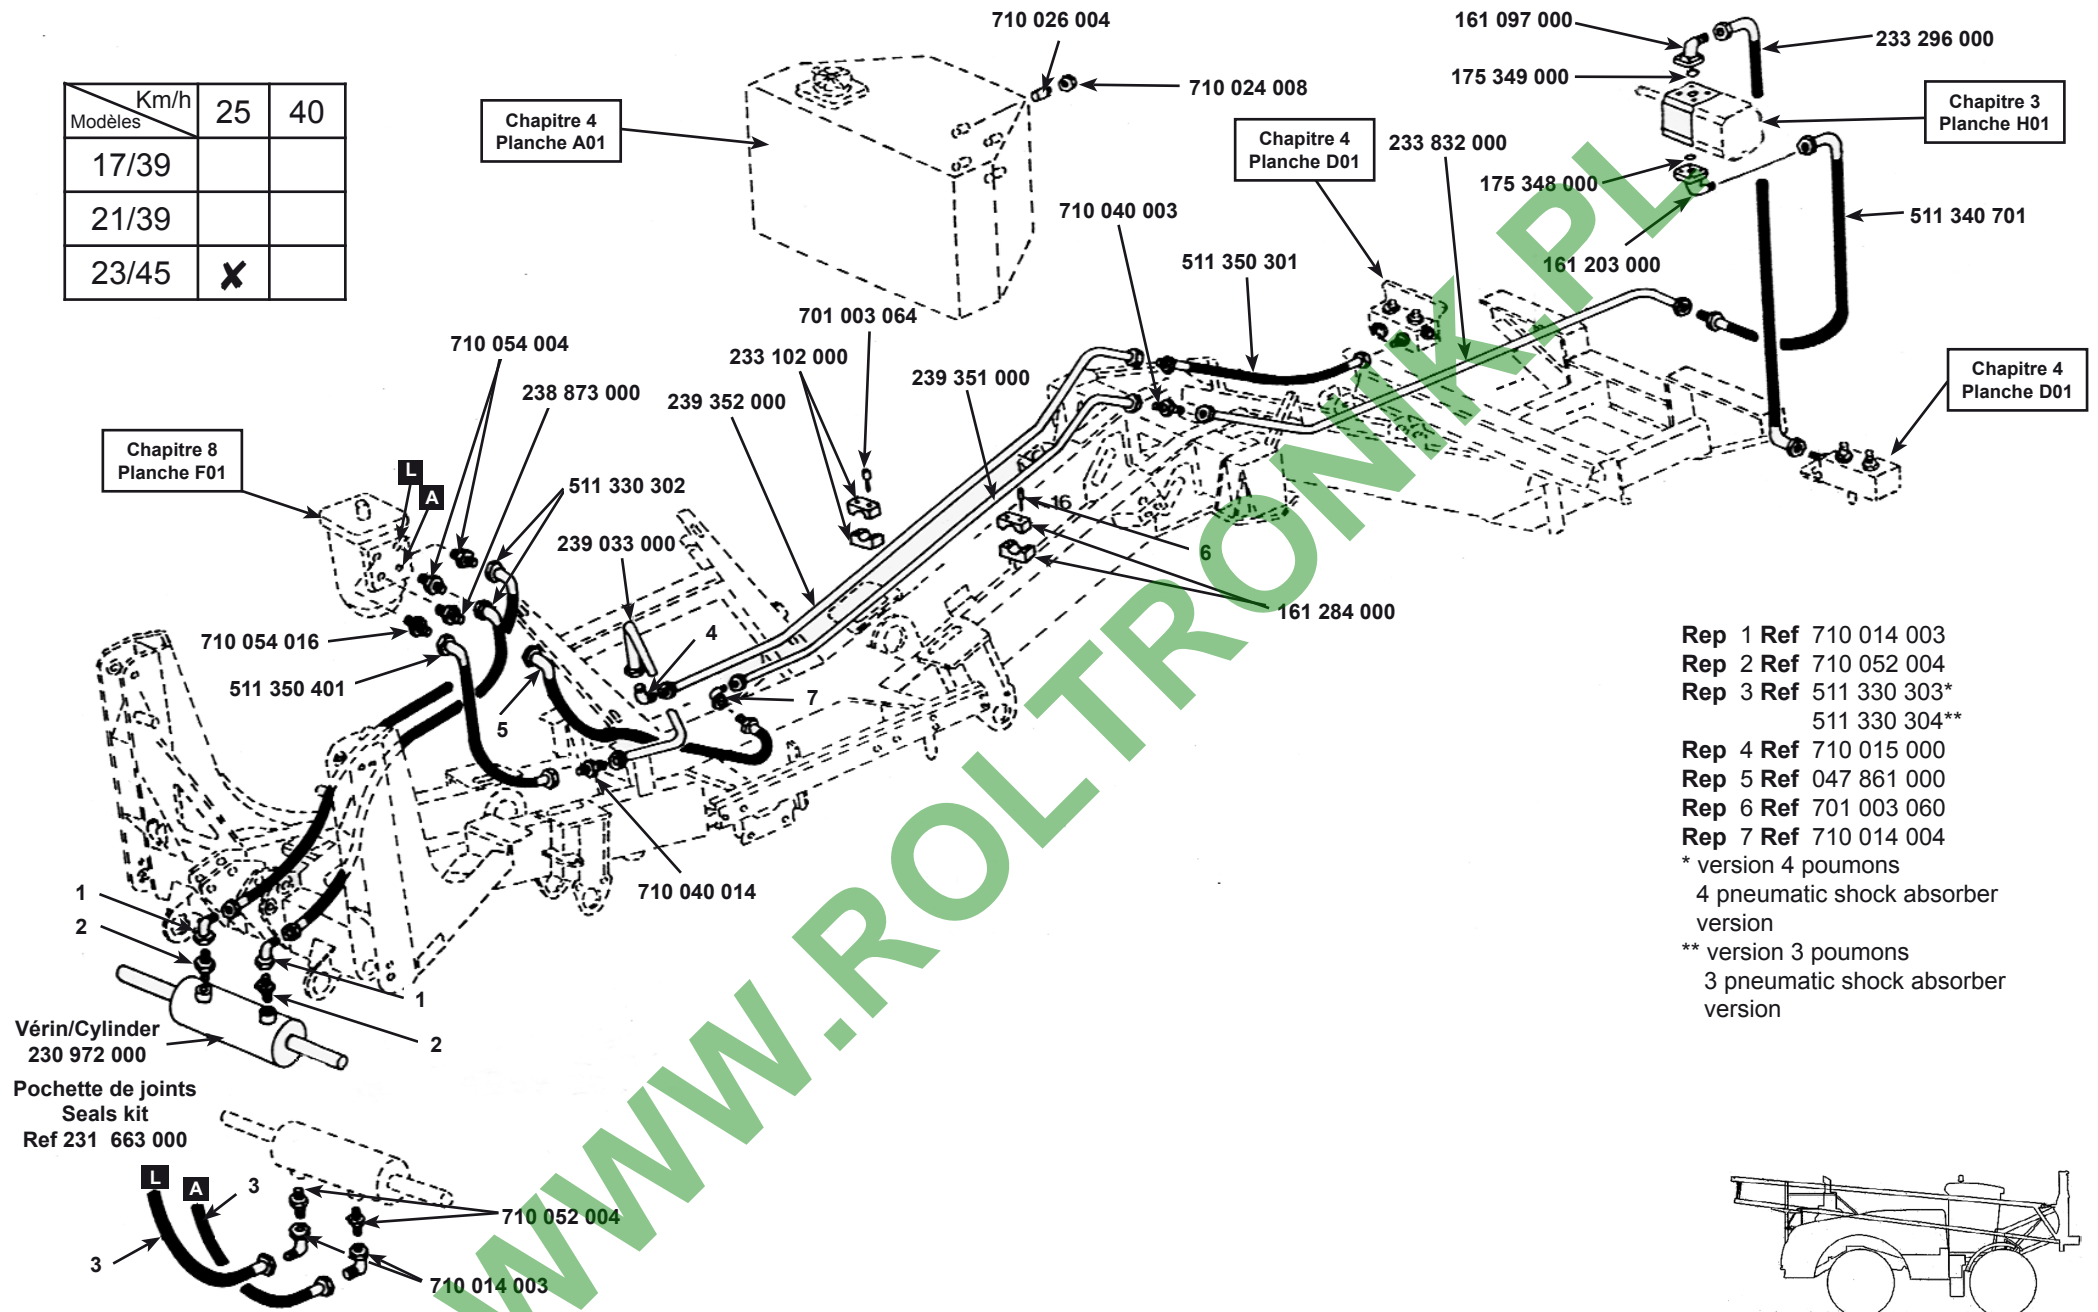 Km/h
Modèles
25
40
17/39
21/39
23/45
✘
710 026 004
710 024 008
Chapitre 4
Planche A01
161 097 000
233 296 000
175 349 000
Chapitre 3
Planche H01
Chapitre 4
Planche D01
233 832 000
175 348 000
511 340 701
161 203 000
710 040 003
511 350 301
701 003 064
233 102 000
239 351 000
239 352 000
Chapitre 4
Planche D01
710 054 004
238 873 000
Chapitre 8
Planche F01
L
A
511 330 302
239 033 000
16
6
161 284 000
4
710 054 016
511 350 401
5
7
710 040 014
Rep 1 Ref 710 014 003
Rep 2 Ref 710 052 004
Rep 3 Ref 511 330 303*
511 330 304**
Rep 4 Ref 710 015 000
Rep 5 Ref 047 861 000
Rep 6 Ref 701 003 060
Rep 7 Ref 710 014 004
* version 4 poumons
4 pneumatic shock absorber
version
** version 3 poumons
3 pneumatic shock absorber
version
1
2
1
2
Vérin/Cylinder
230 972 000
Pochette de joints
Seals kit
Ref 231 663 000
L
A
3
3
710 052 004
710 014 003
WWW.ROLTRONIK.PL